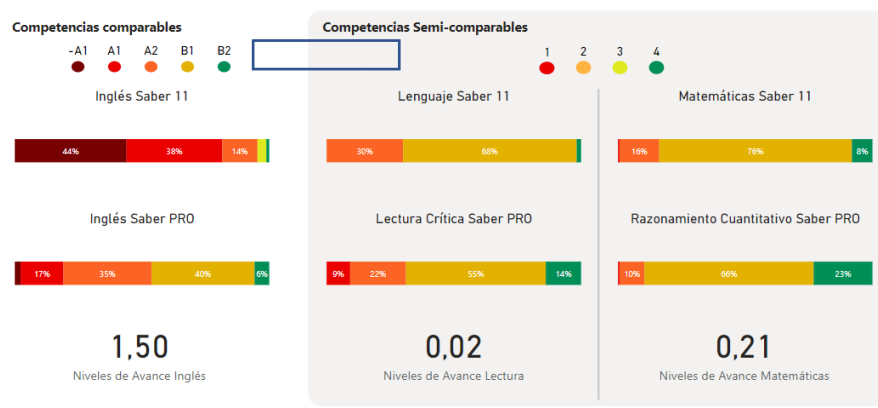 Competencias comparables
-A1 A1 A2 B1 B2
Inglés Saber 11
44% 38% 14%
Inglés Saber PRO
17% 35% 40% 6%
1,50
Niveles de Avance Inglés
Competencias Semi-comparables
1 2 3 4
Lenguaje Saber 11
30% 68%
Lectura Crítica Saber PRO
9% 22% 55% 14%
0,02
Niveles de Avance Lectura
Matemáticas Saber 11
16% 76% 8%
Razonamiento Cuantitativo Saber PRO
10% 66% 23%
0,21
Niveles de Avance Matemáticas